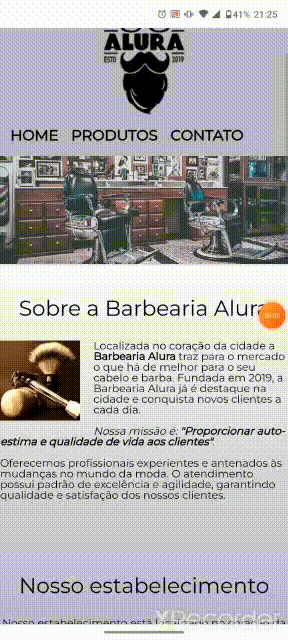 41% 21:25
ALURA
ESTD 2019
HOME PRODUTOS CONTATO
Sobre a Barbearia Alura
Localizada no coração da cidade a
Barbearia Alura traz para o mercado
o que há de melhor para o seu
cabelo e barba. Fundada em 2019, a
Barbearia Alura já é destaque na
cidade e conquista novos clientes a
cada dia.
Nossa missão é: "Proporcionar auto-
estima e qualidade de vida aos clientes".
Oferecemos profissionais experientes e antenados às
mudanças no mundo da moda. O atendimento
possui padrão de excelência e agilidade, garantindo
qualidade e satisfação dos nossos clientes.
Nosso estabelecimento
Nosso estabelecimento está localizado no coração da
XRecorder